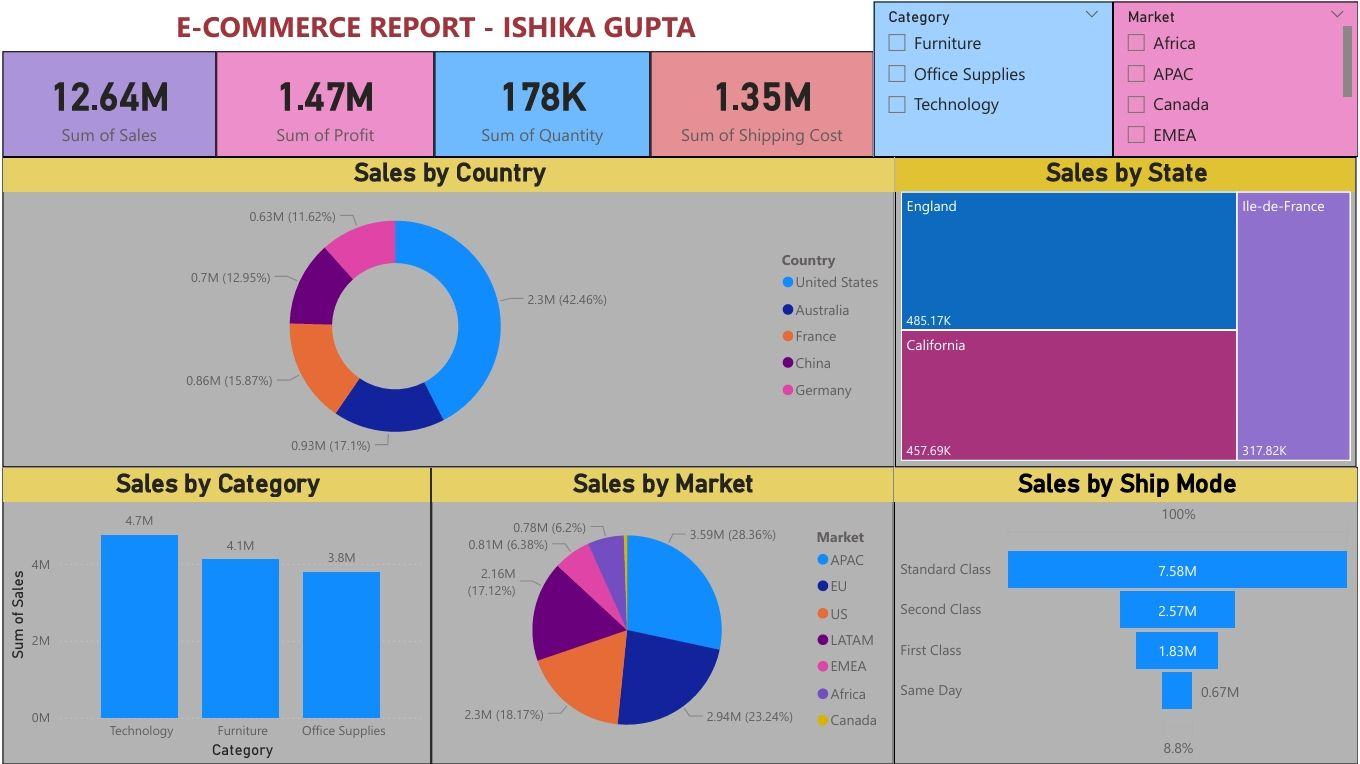 E-COMMERCE REPORT - ISHIKA GUPTA
12.64M
Sum of Sales
1.47M
Sum of Profit
178K
Sum of Quantity
1.35M
Sum of Shipping Cost
Category
Furniture
Office Supplies
Technology
Market
Africa
APAC
Canada
EMEA
Sales by Country
0.63M (11.62%)
0.7M (12.95%)
2.3M (42.46%)
0.86M (15.87%)
0.93M (17.1%)
Country
United States
Australia
France
China
Germany
Sales by State
England
485.17K
California
457.69K
Ile-de-France
317.82K
Sales by Category
Sum of Sales
4M
2M
0M
4.7M
4.1M
3.8M
Technology
Furniture
Office Supplies
Category
Sales by Market
0.78M (6.2%)
0.81M (6.38%)
2.16M
(17.12%)
2.3M (18.17%)
3.59M (28.36%)
2.94M (23.24%)
Market
APAC
EU
US
LATAM
EMEA
Africa
Canada
Sales by Ship Mode
100%
Standard Class
7.58M
Second Class
2.57M
First Class
1.83M
Same Day
0.67M
8.8%